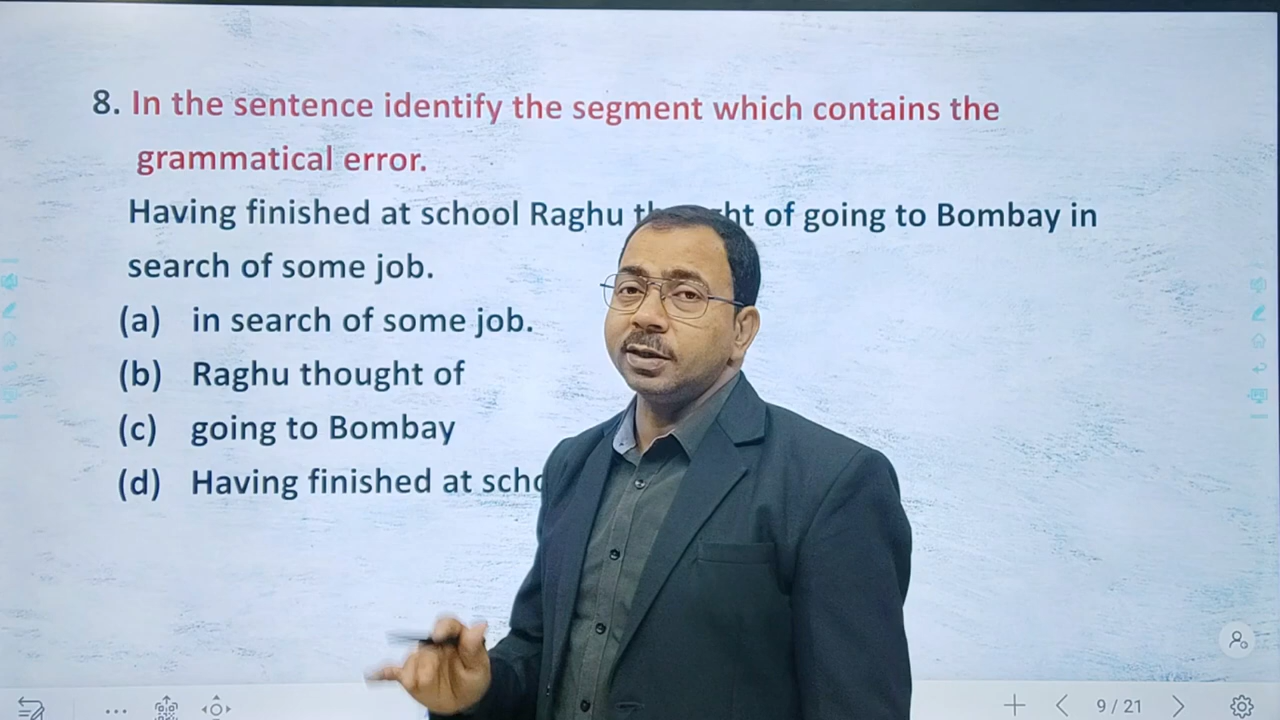 8. In the sentence identify the segment which contains the
grammatical error.
Having finished at school Raghu of going to Bombay in
search of some job.
(a) in search of some job.
(b) Raghu thought of
(c) going to Bombay
(d) Having finished at
9 / 21